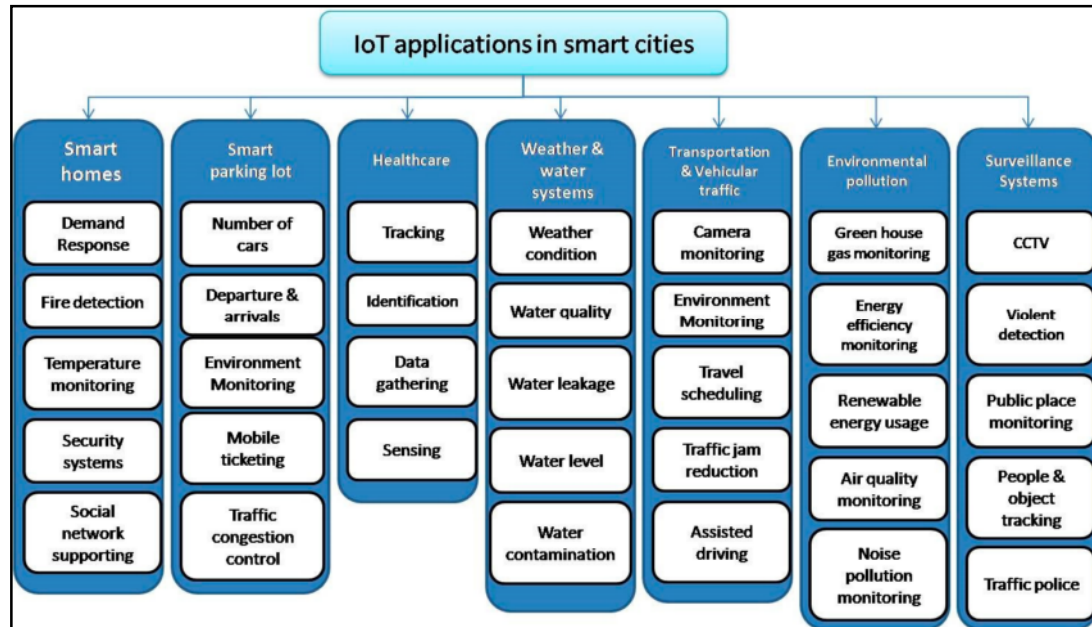 IoT applications in smart cities
Smart
homes
Demand
Response
Fire detection
Temperature
monitoring
Security
systems
Social
network
supporting
Smart
parking lot
Number of
cars
Departure &
arrivals
Environment
Monitoring
Mobile
ticketing
Traffic
congestion
control
Healthcare
Tracking
Identification
Data
gathering
Sensing
Weather &
water
systems
Weather
condition
Water quality
Water leakage
Water level
Water
contamination
Transportation
& Vehicular
traffic
Camera
monitoring
Environment
Monitoring
Travel
scheduling
Traffic jam
reduction
Assisted
driving
Environmental
pollution
Green house
gas monitoring
Energy
efficiency
monitoring
Renewable
energy usage
Air quality
monitoring
Noise
pollution
monitoring
Surveillance
Systems
CCTV
Violent
detection
Public place
monitoring
People &
object
tracking
Traffic police